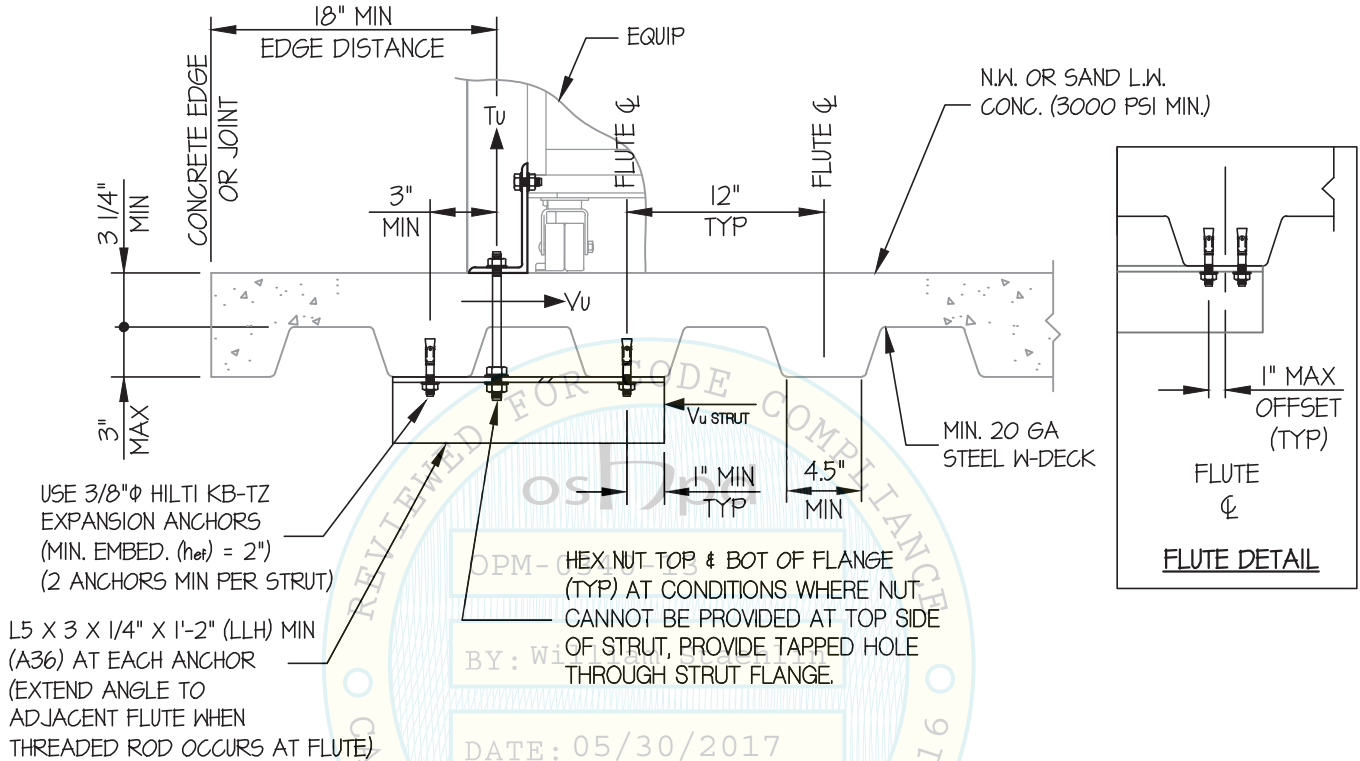 18" MIN
EDGE DISTANCE
EQUIP
CONCRETE EDGE
OR JOINT
Tu
FLUTE ℄
FLUTE ℄
N.W. OR SAND L.W.
CONC. (3000 PSI MIN.)
3"
MIN
12"
TYP
3 1/4"
MIN
Vu
3"
MAX
Vu STRUT
1" MIN
TYP
4.5"
MIN
MIN. 20 GA
STEEL W-DECK
1" MAX
OFFSET
(TYP)
FLUTE
℄
FLUTE DETAIL
USE 3/8"Φ HILTI KB-TZ
EXPANSION ANCHORS
(MIN. EMBED. (hef) = 2")
(2 ANCHORS MIN PER STRUT)
HEX NUT TOP & BOT OF FLANGE
(TYP) AT CONDITIONS WHERE NUT
CANNOT BE PROVIDED AT TOP SIDE
OF STRUT, PROVIDE TAPPED HOLE
THROUGH STRUT FLANGE.
L5 X 3 X 1/4" X 1'-2" (LLH) MIN
(A36) AT EACH ANCHOR
(EXTEND ANGLE TO
ADJACENT FLUTE WHEN
THREADED ROD OCCURS AT FLUTE)
REVIEWED FOR CODE COMPLIANCE
oshpd
BY: William Staehlin
DATE: 05/30/2017